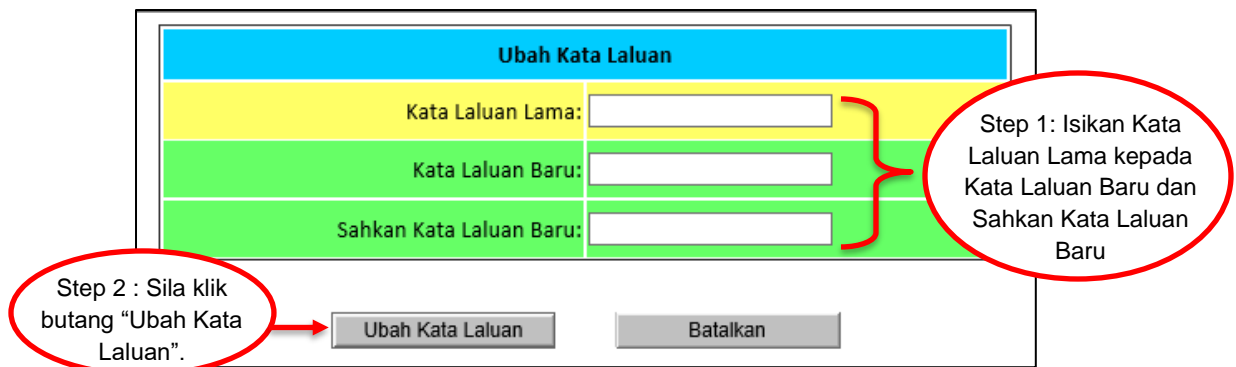 Ubah Kata Laluan
Kata Laluan Lama:
Kata Laluan Baru:
Sahkan Kata Laluan Baru:
Step 1: Isikan Kata
Laluan Lama kepada
Kata Laluan Baru dan
Sahkan Kata Laluan
Baru
Step 2 : Sila klik
butang “Ubah Kata
Laluan”.
Ubah Kata Laluan
Batalkan